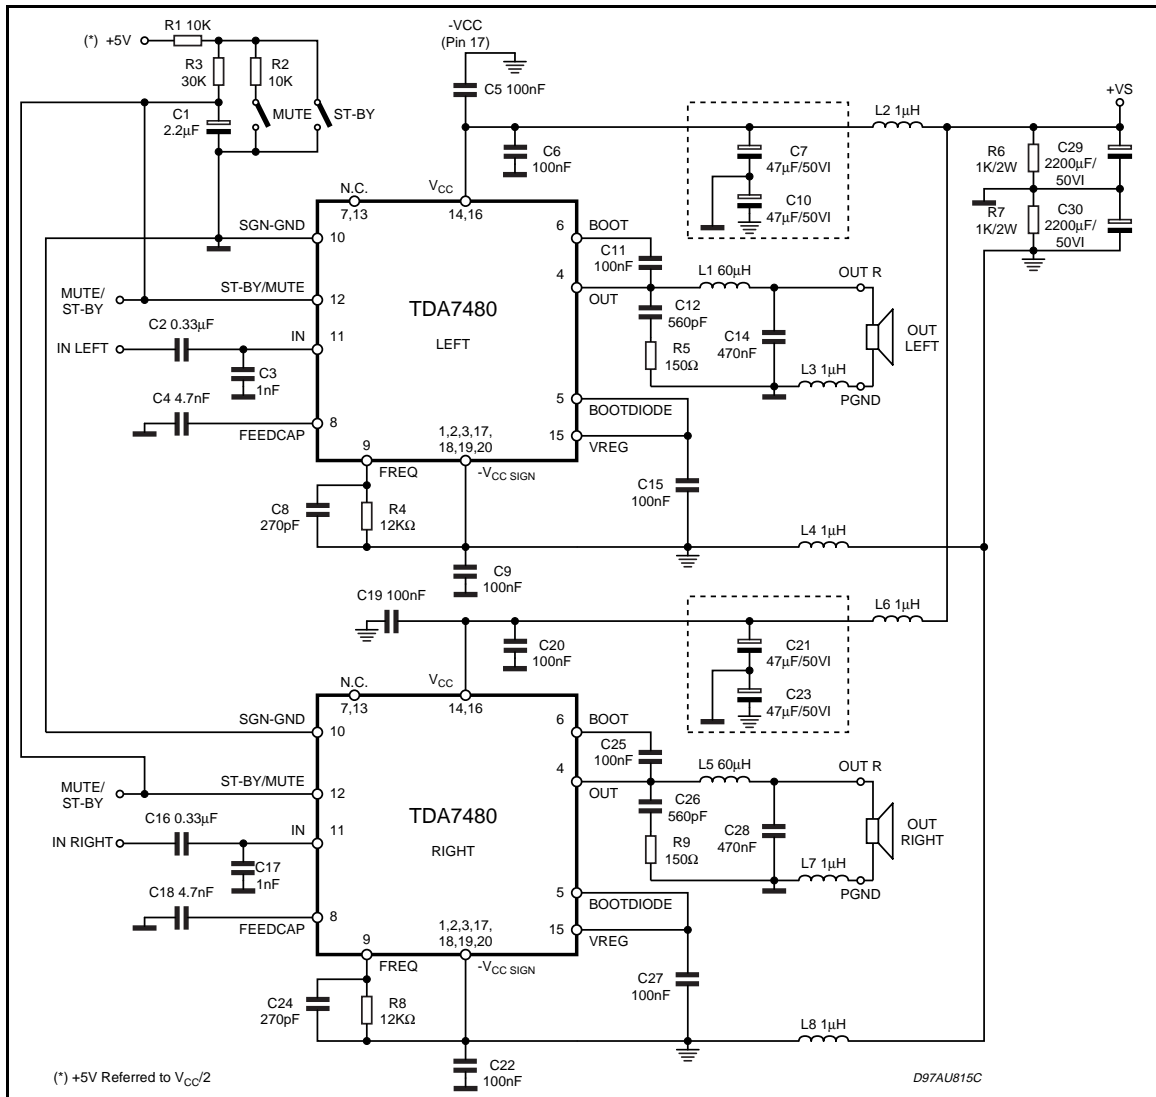 R1 10K
(*) +5V
R3
30K
R2
10K
C1
2.2µF
MUTE
ST-BY
-VCC
(Pin 17)
C5 100nF
C6
100nF
C7
47µF/50VI
C10
47µF/50VI
L2 1µH
+VS
R6
1K/2W
C29
2200µF/
50VI
R7
1K/2W
C30
2200µF/
50VI
N.C.
7,13
VCC
14,16
SGN-GND
10
MUTE/
ST-BY
ST-BY/MUTE
12
C2 0.33µF
IN LEFT
IN
11
C3
1nF
C4 4.7nF
FEEDCAP
8
TDA7480
LEFT
6
BOOT
C11
100nF
4
OUT
L1 60µH
OUT R
C12
560pF
R5
150Ω
C14
470nF
OUT
LEFT
L3 1µH
PGND
5
BOOTDIODE
15
VREG
9
FREQ
1,2,3,17,
18,19,20
-VCC SIGN
C8
270pF
R4
12KΩ
C15
100nF
L4 1µH
C9
100nF
C19 100nF
C20
100nF
C21
47µF/50VI
C23
47µF/50VI
L6 1µH
N.C.
7,13
VCC
14,16
SGN-GND
10
MUTE/
ST-BY
ST-BY/MUTE
12
C16 0.33µF
IN RIGHT
IN
11
C17
1nF
C18 4.7nF
FEEDCAP
8
TDA7480
RIGHT
6
BOOT
C25
100nF
4
OUT
L5 60µH
OUT R
C26
560pF
R9
150Ω
C28
470nF
OUT
RIGHT
L7 1µH
PGND
5
BOOTDIODE
15
VREG
9
FREQ
1,2,3,17,
18,19,20
-VCC SIGN
C24
270pF
R8
12KΩ
C27
100nF
L8 1µH
C22
100nF
(*) +5V Referred to VCC/2
D97AU815C